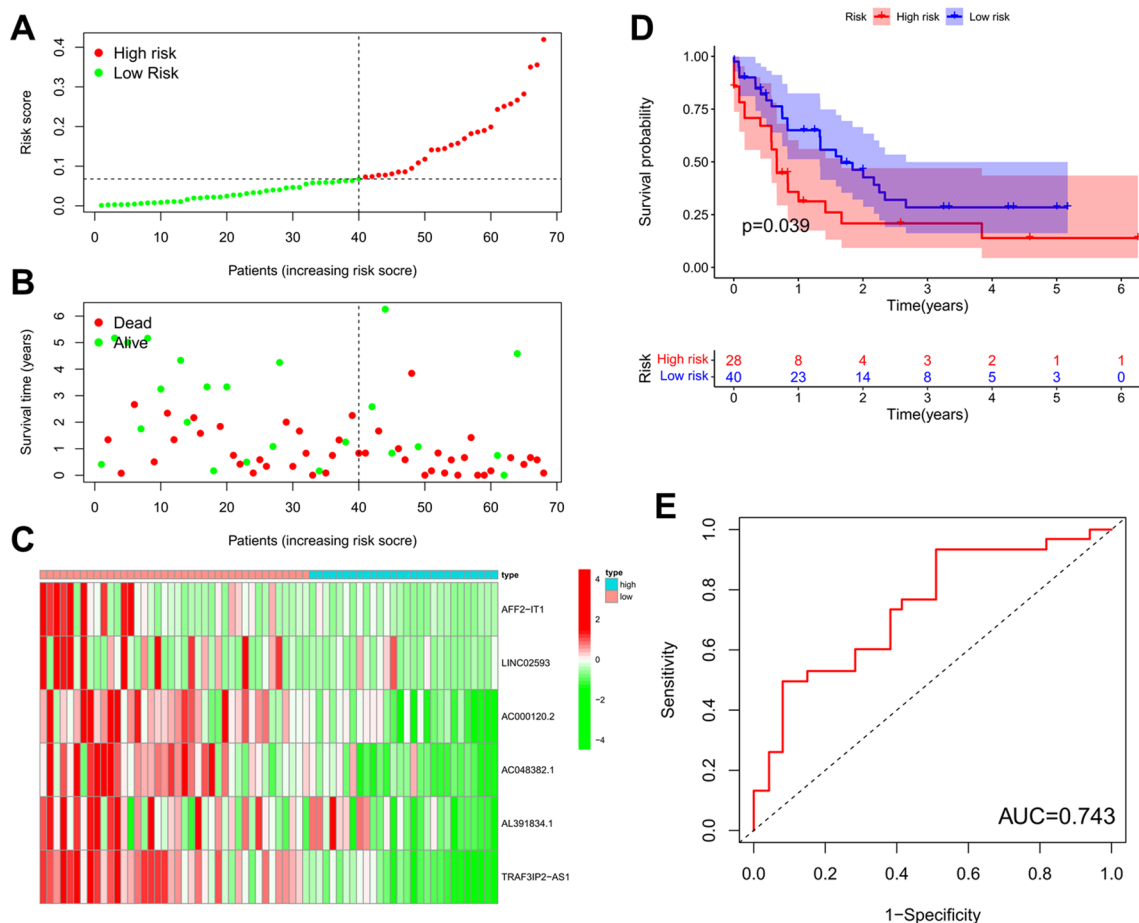 A
High risk
Low Risk
Risk score
0.0 0.1 0.2 0.3 0.4
0 10 20 30 40 50 60 70
Patients (increasing risk socre)
B
Dead
Alive
Survival time (years)
0 1 2 3 4 5 6
0 10 20 30 40 50 60 70
Patients (increasing risk socre)
C
type
AFF2−IT1
LINC02593
AC000120.2
AC048382.1
AL391834.1
TRAF3IP2−AS1
4
2
0
−2
−4
type
high
low
D
Risk High risk Low risk
Survival probability
1.00
0.75
0.50
0.25
0.00
p=0.039
0 1 2 3 4 5 6
Time(years)
Risk
High risk 28 8 4 3 2 1 1
Low risk 40 23 14 8 5 3 0
0 1 2 3 4 5 6
Time(years)
E
Sensitivity
0.0 0.2 0.4 0.6 0.8 1.0
AUC=0.743
0.0 0.2 0.4 0.6 0.8 1.0
1−Specificity